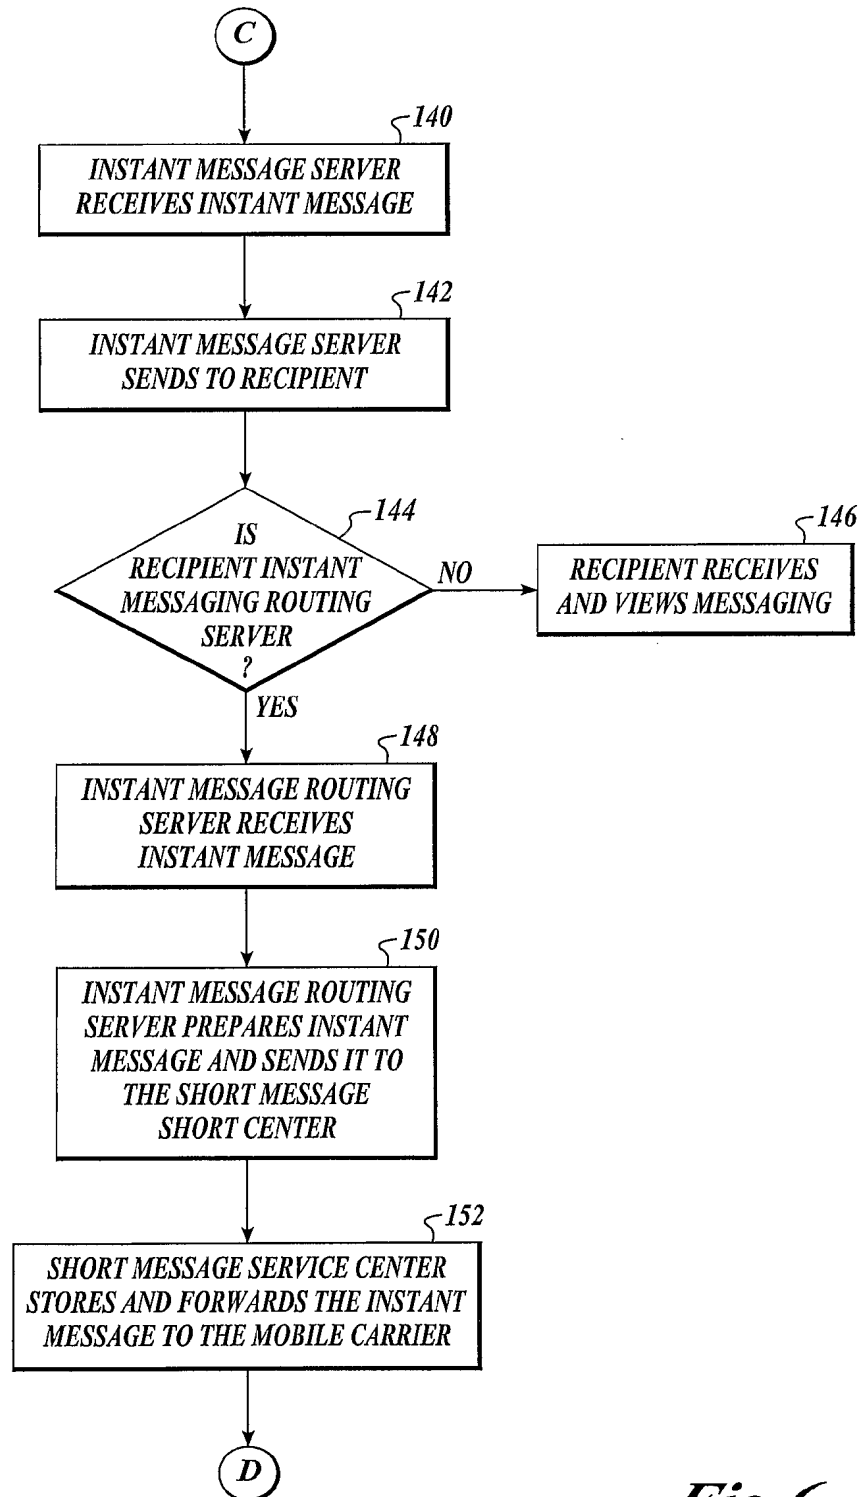 C
140
INSTANT MESSAGE SERVER
RECEIVES INSTANT MESSAGE
142
INSTANT MESSAGE SERVER
SENDS TO RECIPIENT
144
IS
RECIPIENT INSTANT
MESSAGING ROUTING
SERVER
?
NO
146
RECIPIENT RECEIVES
AND VIEWS MESSAGING
YES
148
INSTANT MESSAGE ROUTING
SERVER RECEIVES
INSTANT MESSAGE
150
INSTANT MESSAGE ROUTING
SERVER PREPARES INSTANT
MESSAGE AND SENDS IT TO
THE SHORT MESSAGE
SHORT CENTER
152
SHORT MESSAGE SERVICE CENTER
STORES AND FORWARDS THE INSTANT
MESSAGE TO THE MOBILE CARRIER
D
Fig. 6